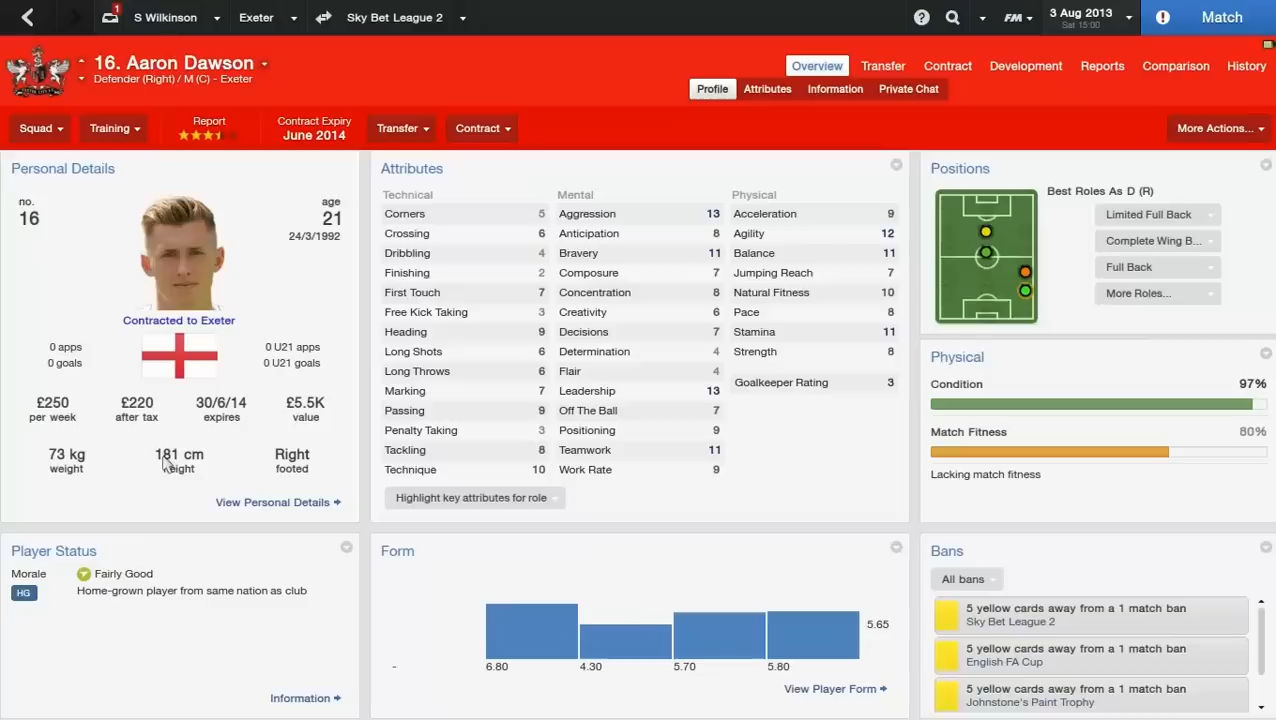 1
S Wilkinson
Exeter
Sky Bet League 2
?
FM
3 Aug 2013
Sat 15:00
Match
16. Aaron Dawson
Defender (Right) / M (C) - Exeter
Overview Transfer Contract Development Reports Comparison History
Profile Attributes Information Private Chat
Squad
Training
Report
Contract Expiry
June 2014
Transfer
Contract
More Actions...
Personal Details
no.
16
age
21
24/3/1992
Contracted to Exeter
0 apps
0 goals
0 U21 apps
0 U21 goals
£250
per week
£220
after tax
30/6/14
expires
£5.5K
value
73 kg
weight
181 cm
height
Right
footed
View Personal Details
Attributes
Technical
Corners 5
Crossing 6
Dribbling 4
Finishing 2
First Touch 7
Free Kick Taking 3
Heading 9
Long Shots 6
Long Throws 6
Marking 7
Passing 9
Penalty Taking 3
Tackling 8
Technique 10
Mental
Aggression 13
Anticipation 8
Bravery 11
Composure 7
Concentration 8
Creativity 6
Decisions 7
Determination 4
Flair 4
Leadership 13
Off The Ball 7
Positioning 9
Teamwork 11
Work Rate 9
Physical
Acceleration 9
Agility 12
Balance 11
Jumping Reach 7
Natural Fitness 10
Pace 8
Stamina 11
Strength 8
Goalkeeper Rating 3
Highlight key attributes for role
Positions
Best Roles As D (R)
Limited Full Back
Complete Wing B...
Full Back
More Roles...
Physical
Condition 97%
Match Fitness 80%
Lacking match fitness
Player Status
Morale Fairly Good
HG Home-grown player from same nation as club
Information
Form
5.65
- 6.80 4.30 5.70 5.80
View Player Form
Bans
All bans
5 yellow cards away from a 1 match ban
Sky Bet League 2
5 yellow cards away from a 1 match ban
English FA Cup
5 yellow cards away from a 1 match ban
Johnstone's Paint Trophy